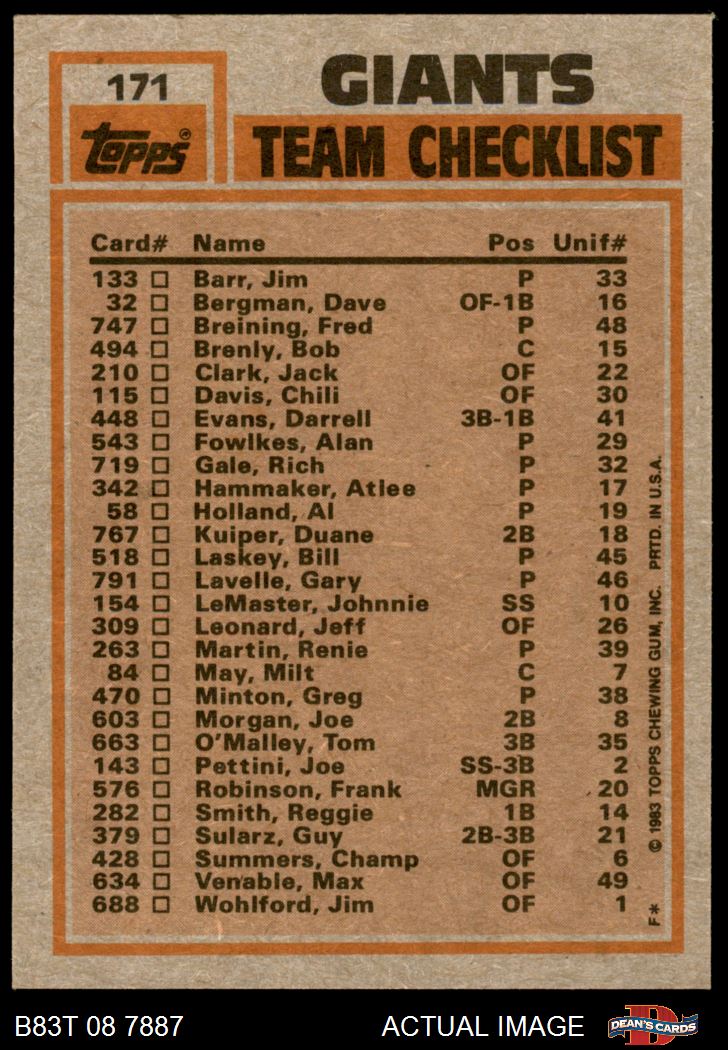 171
GIANTS
topps®
TEAM CHECKLIST
Card# Name Pos Unif#
133 □ Barr, Jim P 33
32 □ Bergman, Dave OF-1B 16
747 □ Breining, Fred P 48
494 □ Brenly, Bob C 15
210 □ Clark, Jack OF 22
115 □ Davis, Chili OF 30
448 □ Evans, Darrell 3B-1B 41
543 □ Fowlkes, Alan P 29
719 □ Gale, Rich P 32
342 □ Hammaker, Atlee P 17
58 □ Holland, Al P 19
767 □ Kuiper, Duane 2B 18
518 □ Laskey, Bill P 45
791 □ Lavelle, Gary P 46
154 □ LeMaster, Johnnie SS 10
309 □ Leonard, Jeff OF 26
263 □ Martin, Renie P 39
84 □ May, Milt C 7
470 □ Minton, Greg P 38
603 □ Morgan, Joe 2B 8
663 □ O'Malley, Tom 3B 35
143 □ Pettini, Joe SS-3B 2
576 □ Robinson, Frank MGR 20
282 □ Smith, Reggie 1B 14
379 □ Sularz, Guy 2B-3B 21
428 □ Summers, Champ OF 6
634 □ Venable, Max OF 49
688 □ Wohlford, Jim OF 1
F* © 1983 TOPPS CHEWING GUM, INC. PRTD. IN U.S.A.
B83T 08 7887 ACTUAL IMAGE
D
DEAN'S CARDS